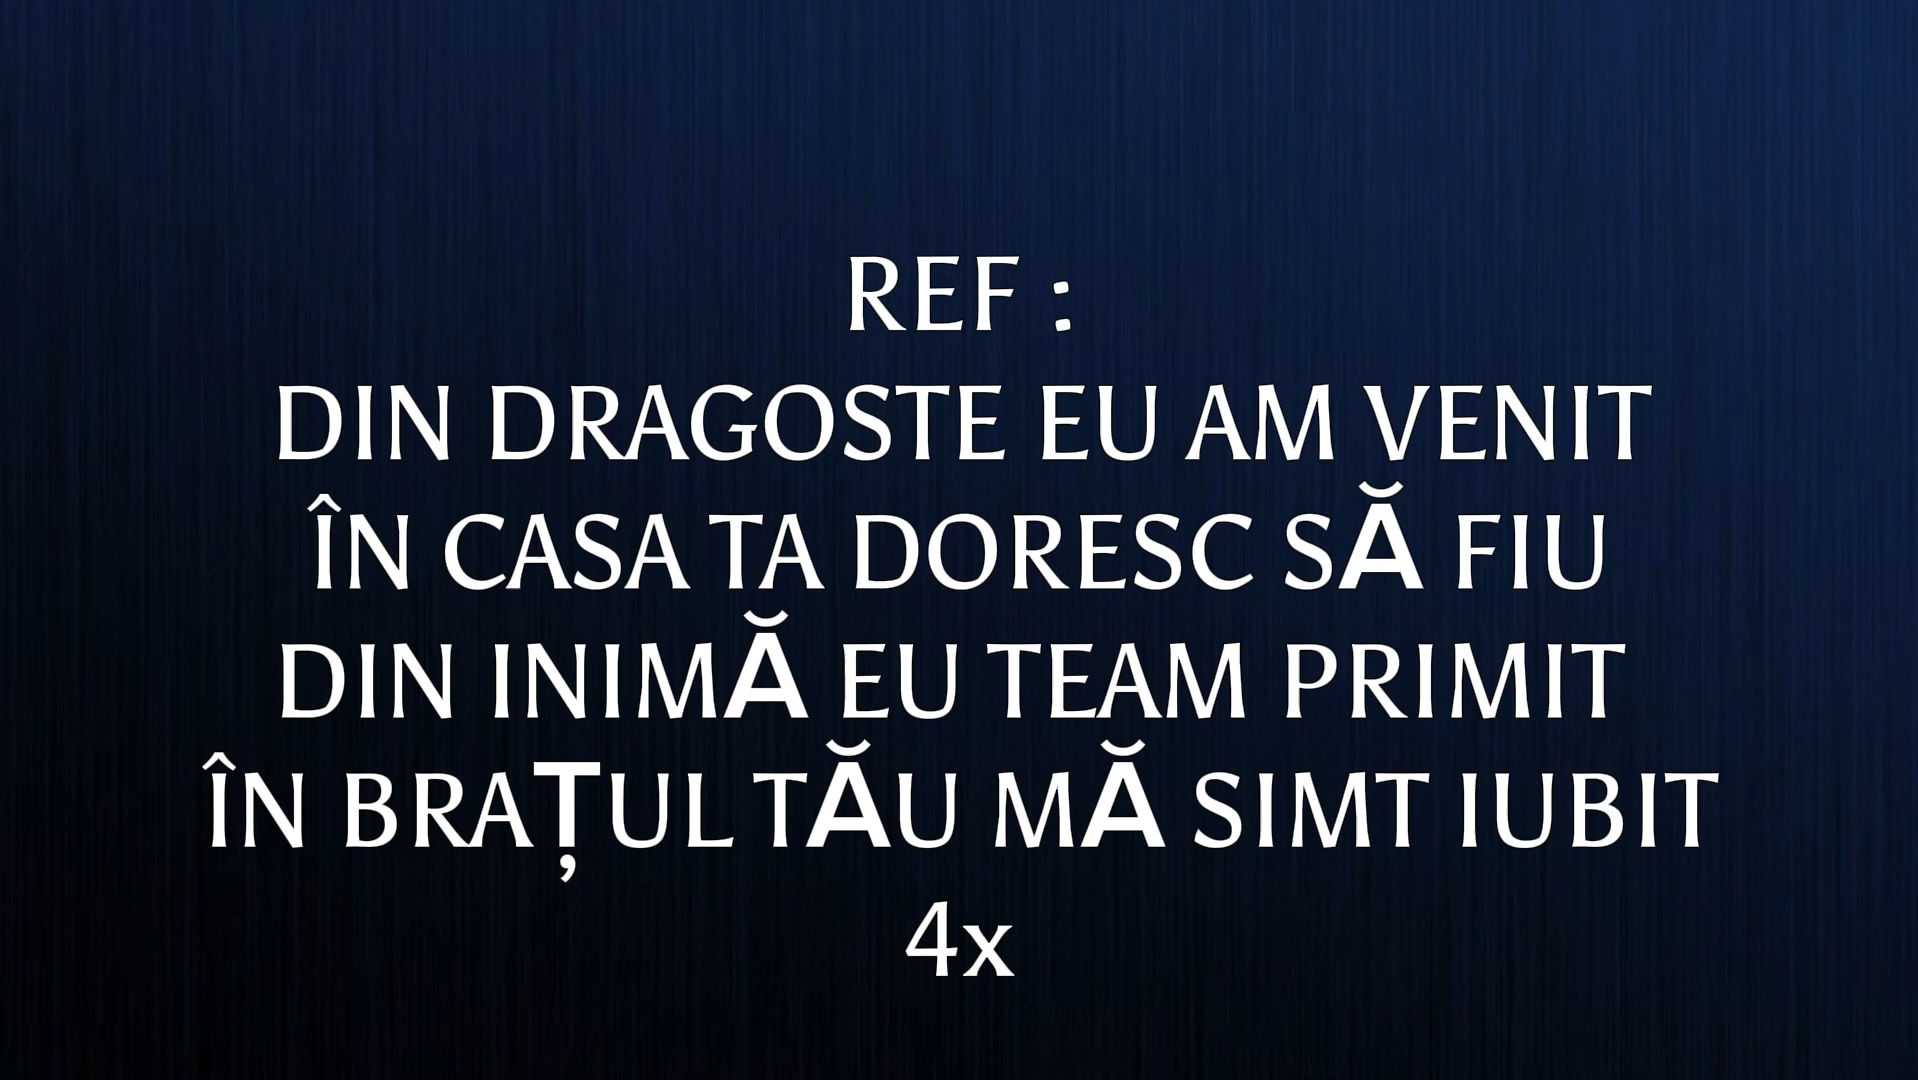 REF :
DIN DRAGOSTE EU AM VENIT
ÎN CASA TA DORESC SĂ FIU
DIN INIMĂ EU TEAM PRIMIT
ÎN BRAȚUL TĂU MĂ SIMT IUBIT
4x